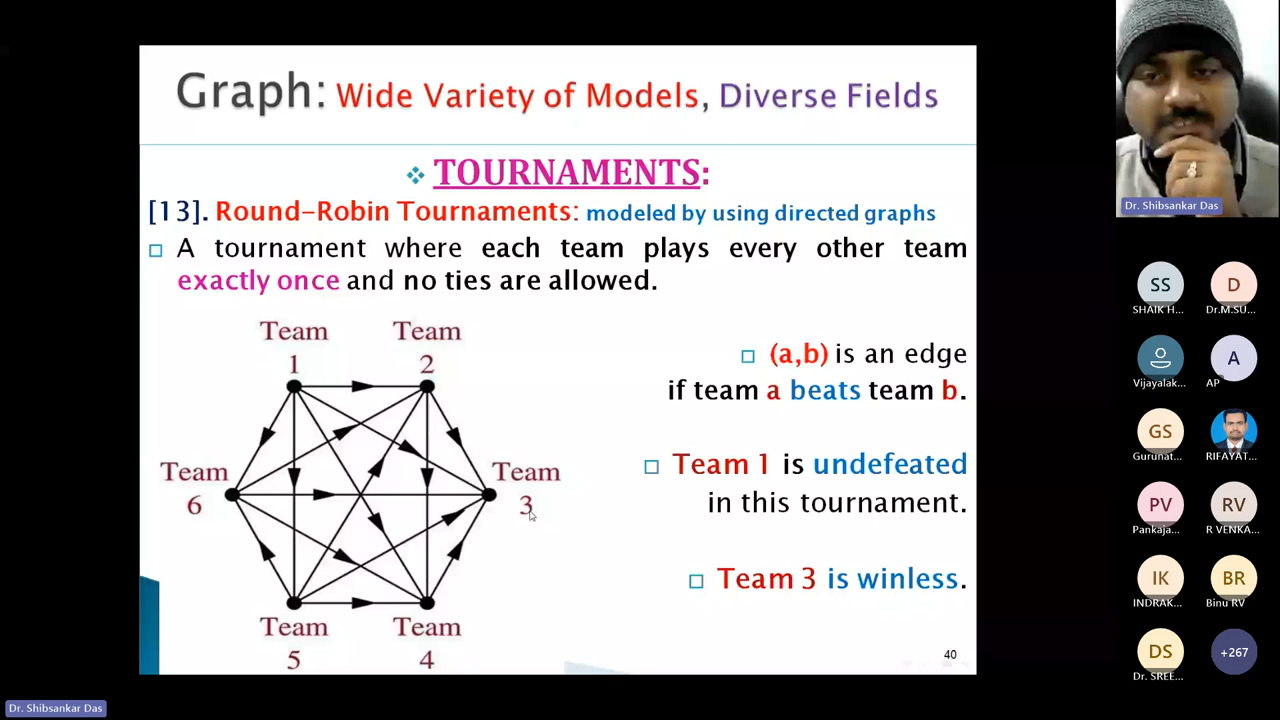 Graph: Wide Variety of Models, Diverse Fields
❖ TOURNAMENTS:
[13]. Round-Robin Tournaments: modeled by using directed graphs
A tournament where each team plays every other team
exactly once and no ties are allowed.
Team
1
Team
2
Team
6
Team
3
Team
5
Team
4
(a,b) is an edge
if team a beats team b.
Team 1 is undefeated
in this tournament.
Team 3 is winless.
40
Dr. Shibsankar Das
SS
SHAIK H...
D
Dr.M.SU...
Vijayalak...
A
AP
GS
Gurunat...
RIFAYAT...
PV
Pankaja...
RV
R VENKA...
IK
INDRAK...
BR
Binu RV
DS
Dr. SREE...
+267
Dr. Shibsankar Das